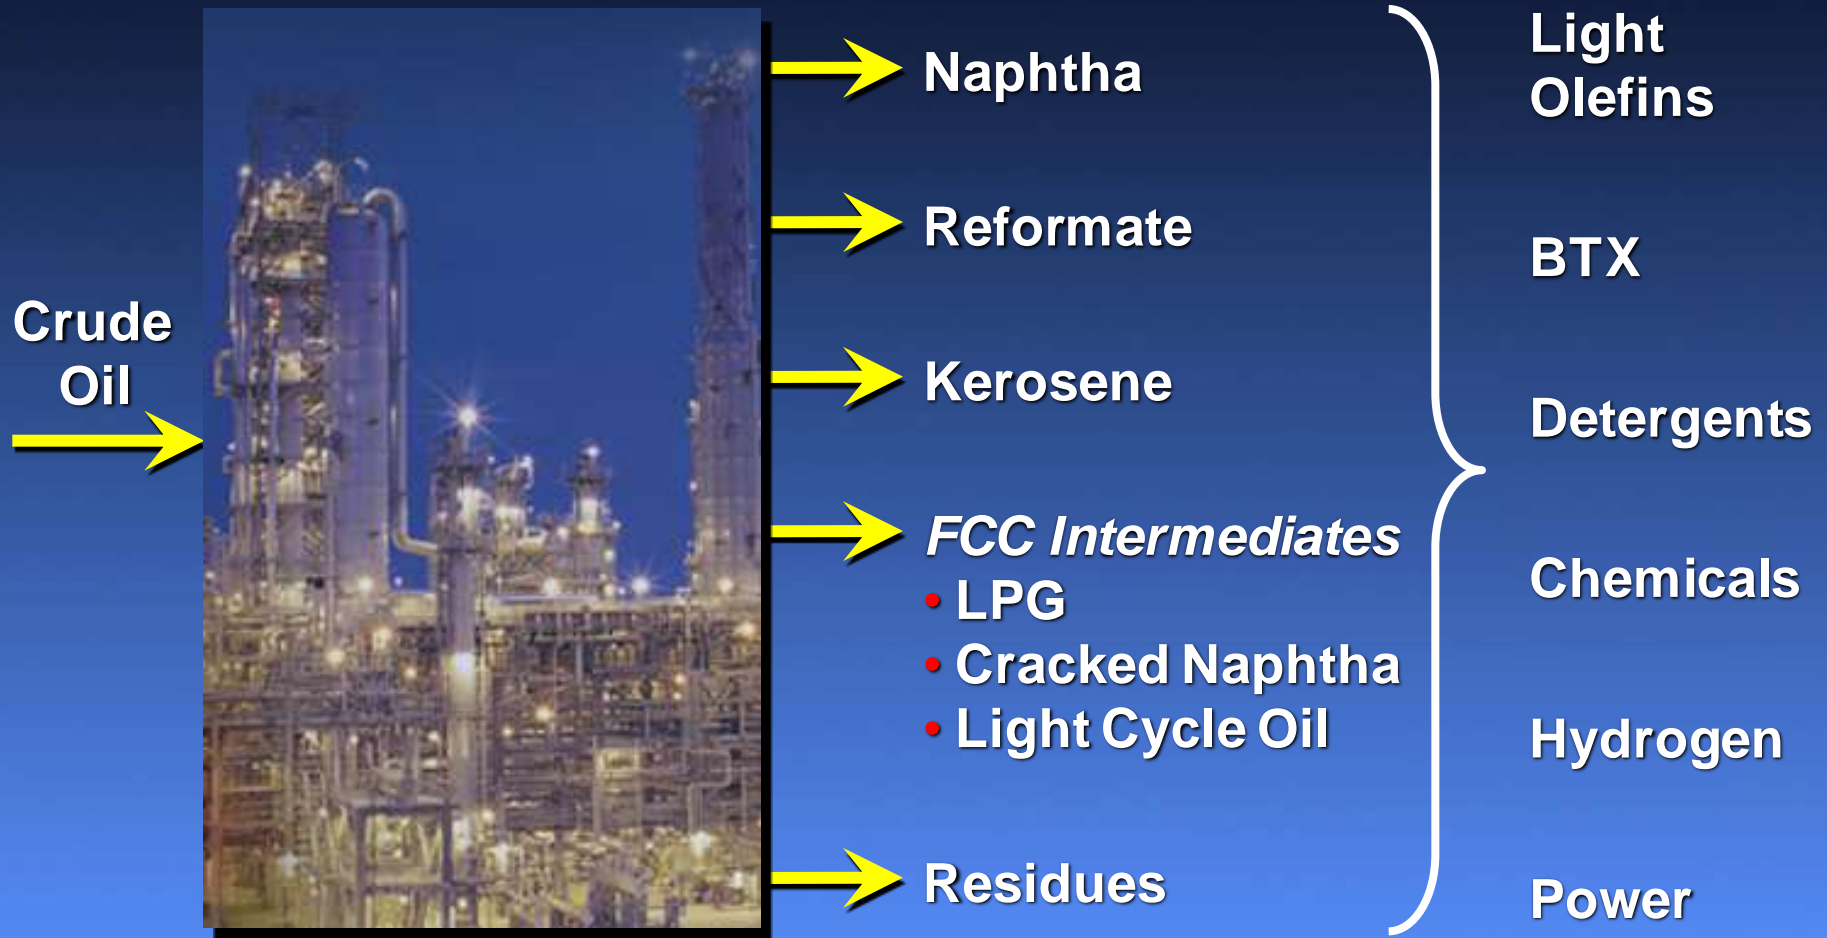 Crude
Oil
Naphtha
Reformate
Kerosene
FCC Intermediates
• LPG
• Cracked Naphtha
• Light Cycle Oil
Residues
Light
Olefins
BTX
Detergents
Chemicals
Hydrogen
Power